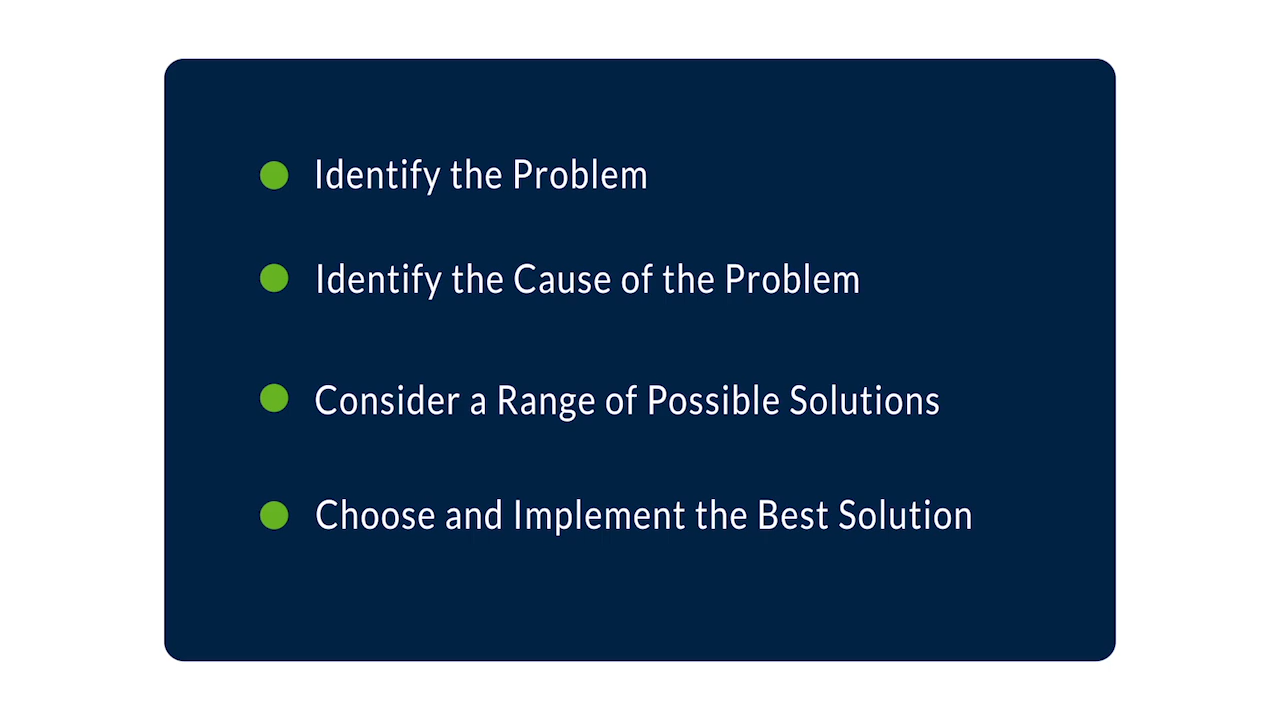 Identify the Problem
Identify the Cause of the Problem
Consider a Range of Possible Solutions
Choose and Implement the Best Solution